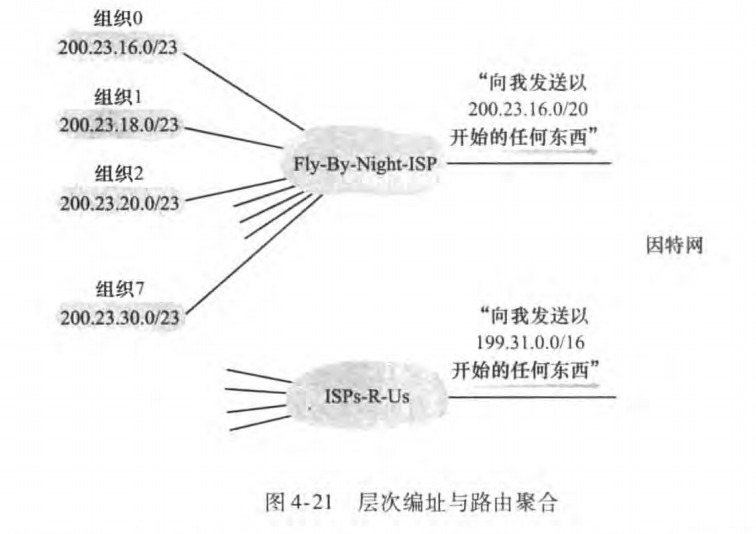 组织0
200.23.16.0/23
组织1
200.23.18.0/23
组织2
200.23.20.0/23
组织7
200.23.30.0/23
Fly-By-Night-ISP
“向我发送以
200.23.16.0/20
开始的任何东西”
因特网
“向我发送以
199.31.0.0/16
开始的任何东西”
ISPs-R-Us
图 4-21 层次编址与路由聚合